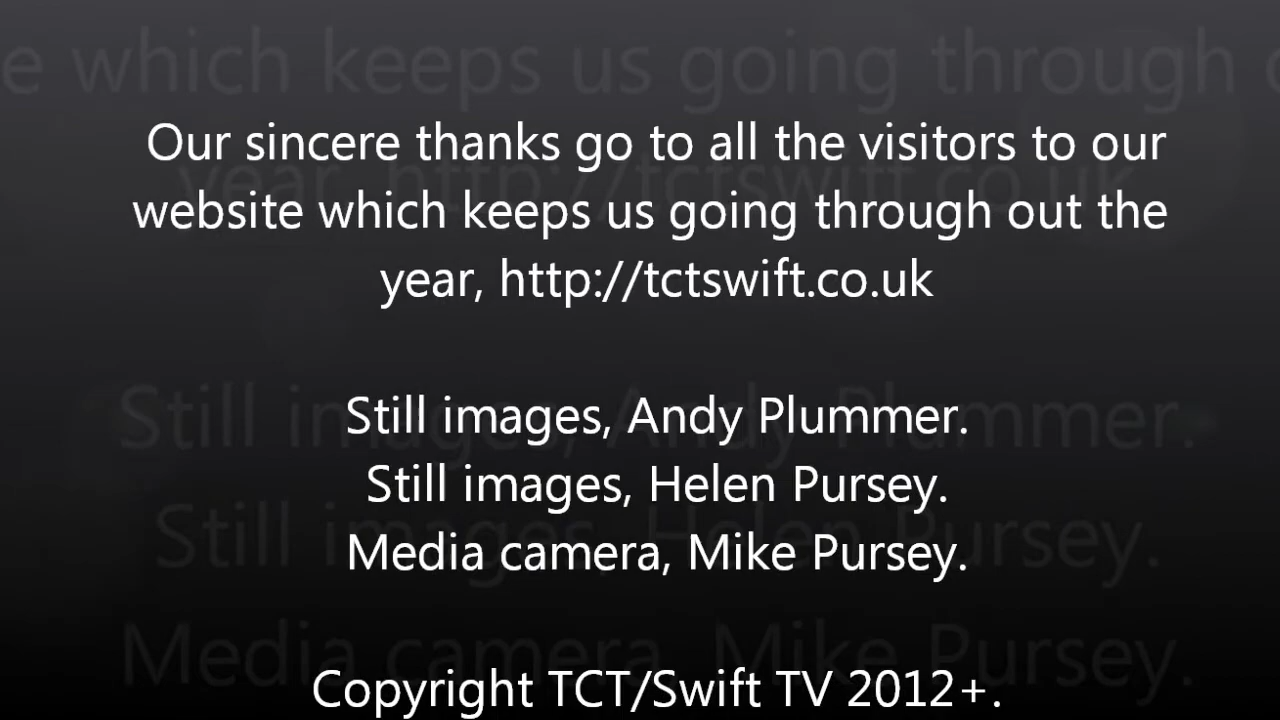 Our sincere thanks go to all the visitors to our
website which keeps us going through out the
year, http://tctswift.co.uk
Still images, Andy Plummer.
Still images, Helen Pursey.
Media camera, Mike Pursey.
Copyright TCT/Swift TV 2012+.